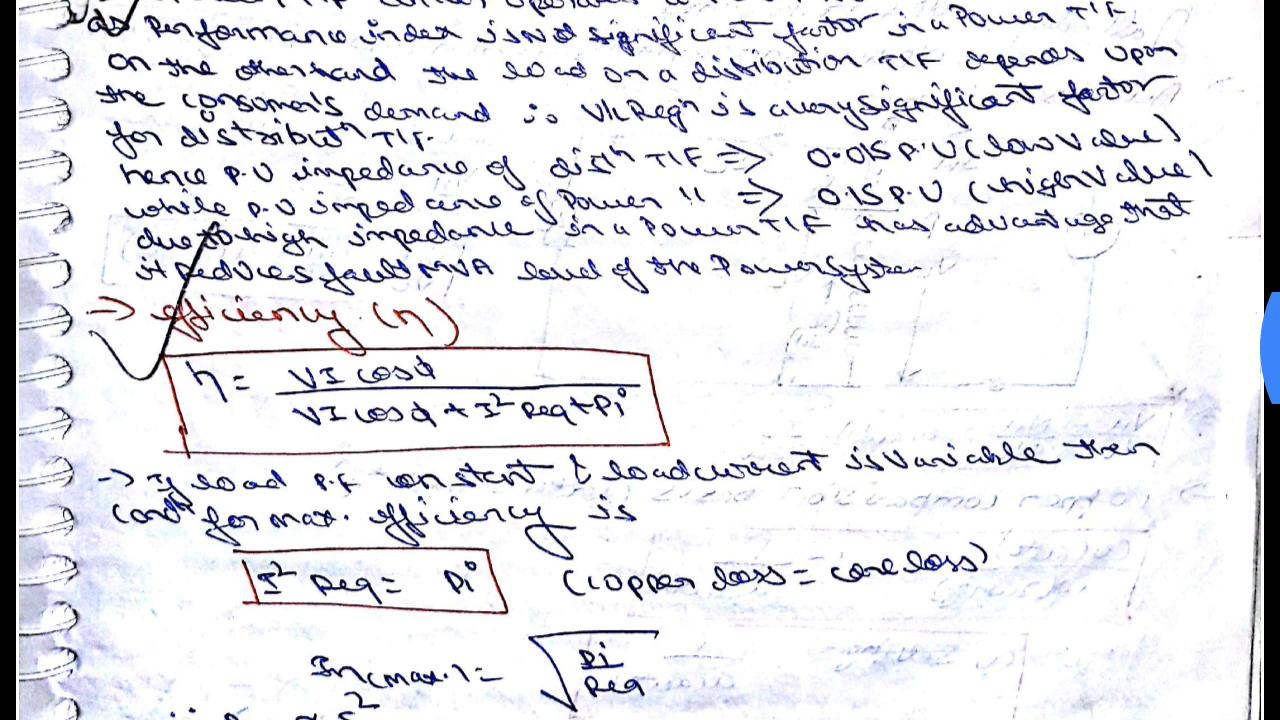 as Performance index is not significant factor in a Power T/F.
on the other hand the load on a distribution T/F depends upon
the consumer's demand so Vtg Regn is a very significant factor
for distributn T/F.
hence P.U impedance of distn T/F => 0.015 P.U (low Value)
while P.U impedance of Power " => 0.15 P.U (high Value)
due to high impedance in a Power T/F has advantage that
it reduces fault MVA level of the Power System
-> efficiency (η)
η = VI cosϕ / VI cosϕ + I² Req + Pi
-> If load P.f constant & load current is variable then
condn for max. efficiency is
I² Req = Pi (copper loss = core loss)
Iη(max.) = √Pi/Req